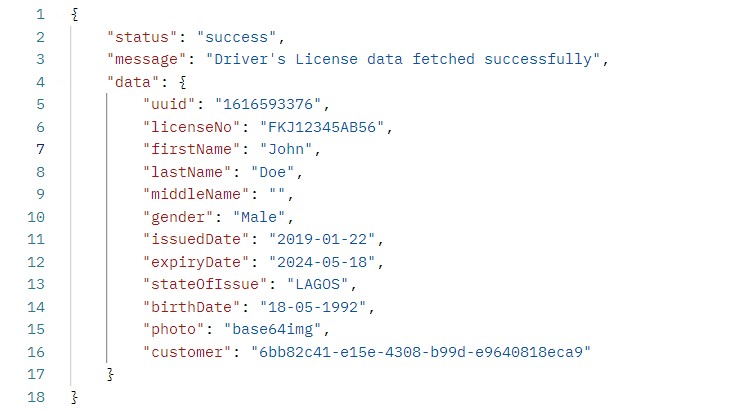 1 {
2 "status": "success",
3 "message": "Driver's License data fetched successfully",
4 "data": {
5 "uuid": "1616593376",
6 "licenseNo": "FKJ12345AB56",
7 "firstName": "John",
8 "lastName": "Doe",
9 "middleName": "",
10 "gender": "Male",
11 "issuedDate": "2019-01-22",
12 "expiryDate": "2024-05-18",
13 "stateOfIssue": "LAGOS",
14 "birthDate": "18-05-1992",
15 "photo": "base64img",
16 "customer": "6bb82c41-e15e-4308-b99d-e9640818eca9"
17 }
18 }